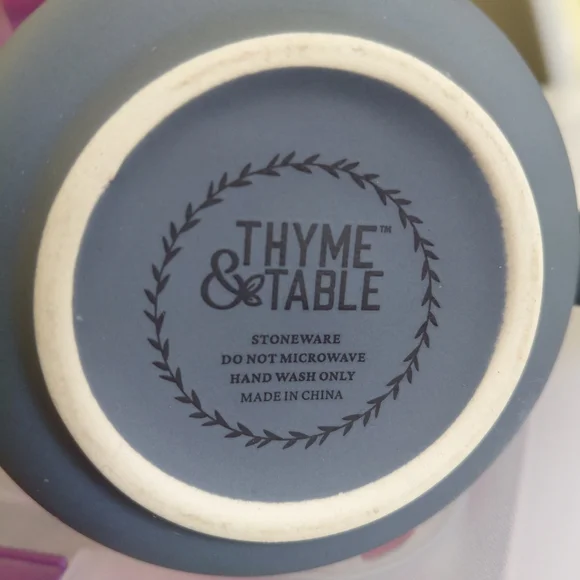 THYME™
& TABLE
STONEWARE
DO NOT MICROWAVE
HAND WASH ONLY
MADE IN CHINA